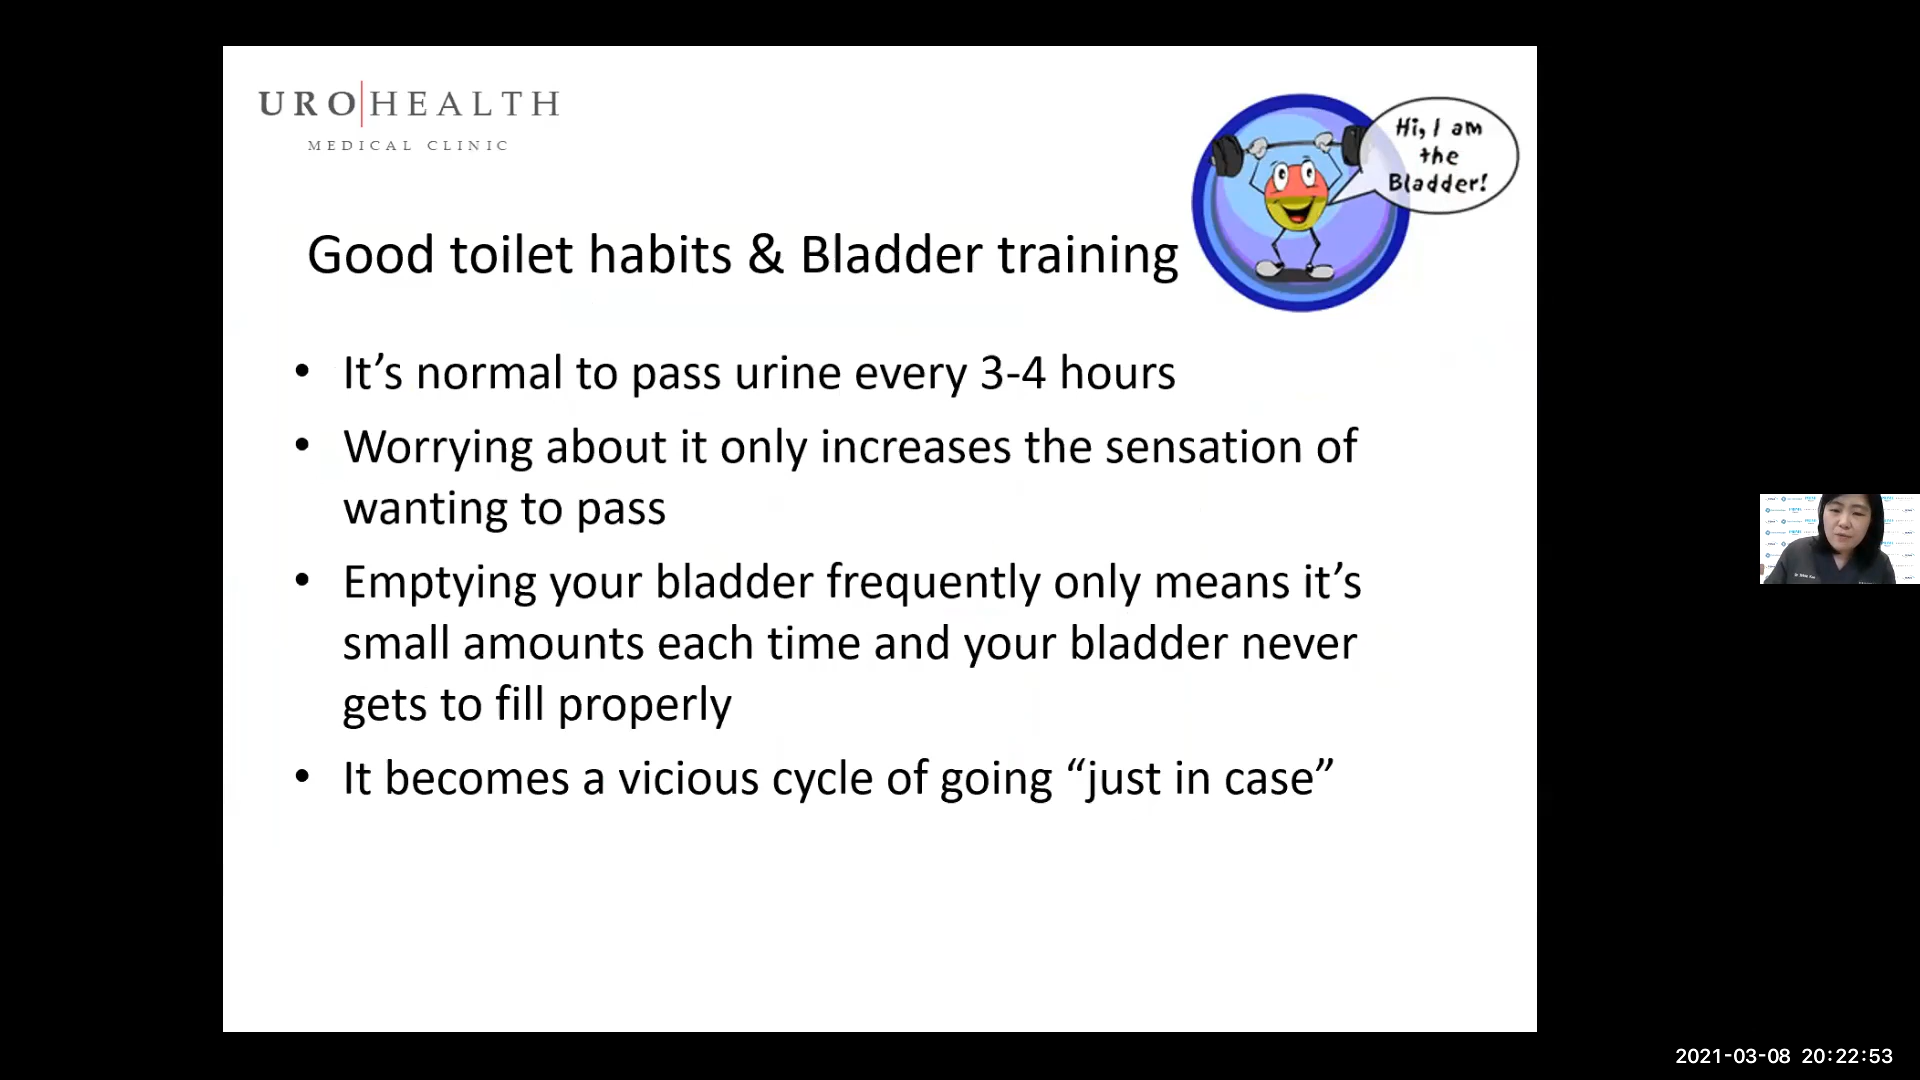 URO|HEALTH
MEDICAL CLINIC
Hi, I am
the
Bladder!
Good toilet habits & Bladder training
• It’s normal to pass urine every 3-4 hours
• Worrying about it only increases the sensation of
wanting to pass
• Emptying your bladder frequently only means it’s
small amounts each time and your bladder never
gets to fill properly
• It becomes a vicious cycle of going “just in case”
2021-03-08 20:22:53